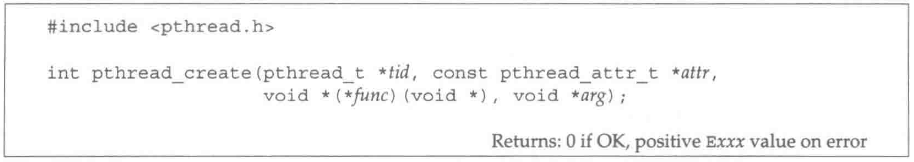 #include <pthread.h>
int pthread_create(pthread_t *tid, const pthread_attr_t *attr,
void *(*func)(void *), void *arg);
Returns: 0 if OK, positive Exxx value on error